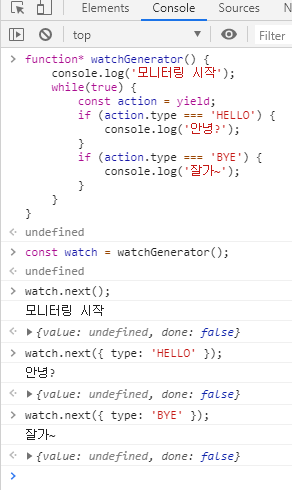 Elements Console Sources N
top Filter
function* watchGenerator() {
console.log('모니터링 시작');
while(true) {
const action = yield;
if (action.type === 'HELLO') {
console.log('안녕?');
}
if (action.type === 'BYE') {
console.log('잘가~');
}
}
}
undefined
const watch = watchGenerator();
undefined
watch.next();
모니터링 시작
{value: undefined, done: false}
watch.next({ type: 'HELLO' });
안녕?
{value: undefined, done: false}
watch.next({ type: 'BYE' });
잘가~
{value: undefined, done: false}